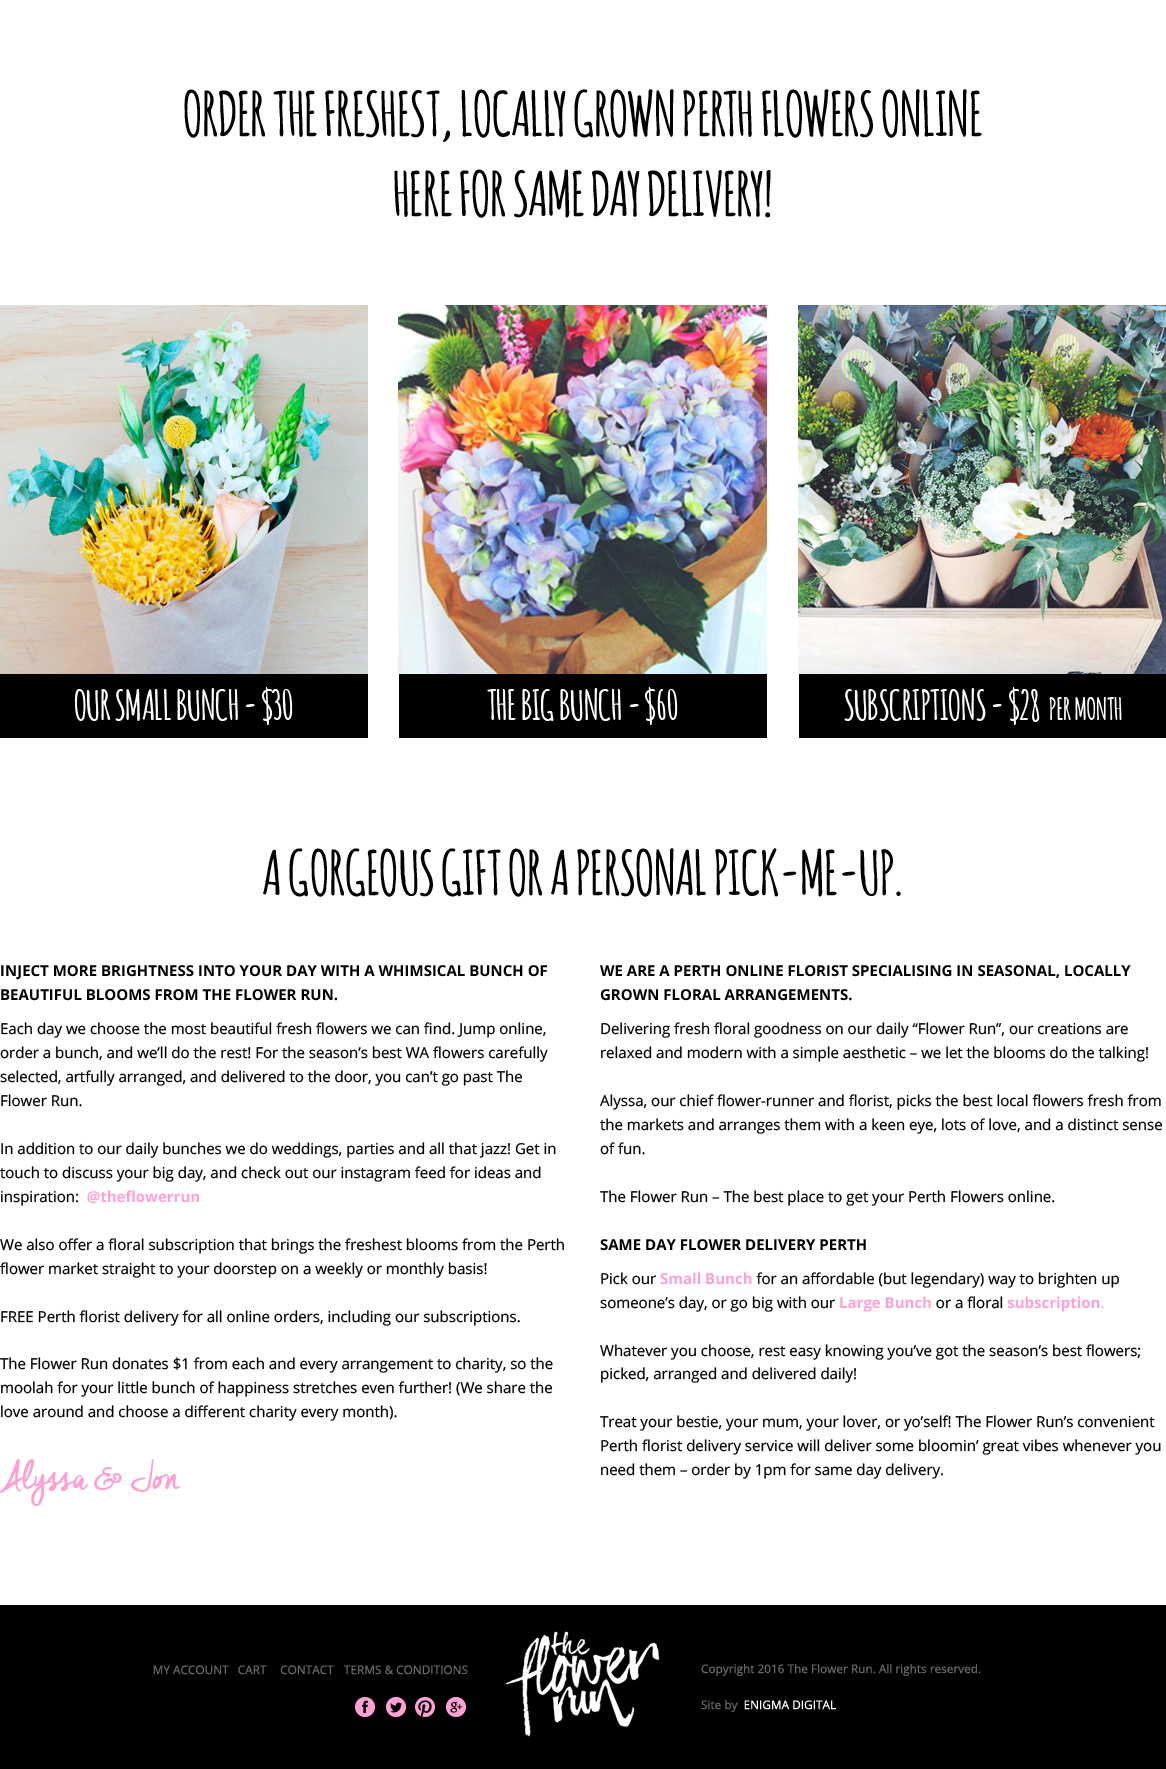 ORDER THE FRESHEST, LOCALLY GROWN PERTH FLOWERS ONLINE
HERE FOR SAME DAY DELIVERY!
OUR SMALL BUNCH - $30
THE BIG BUNCH - $60
SUBSCRIPTIONS - $28 PER MONTH
A GORGEOUS GIFT OR A PERSONAL PICK-ME-UP.
INJECT MORE BRIGHTNESS INTO YOUR DAY WITH A WHIMSICAL BUNCH OF
BEAUTIFUL BLOOMS FROM THE FLOWER RUN.
Each day we choose the most beautiful fresh flowers we can find. Jump online,
order a bunch, and we’ll do the rest! For the season’s best WA flowers carefully
selected, artfully arranged, and delivered to the door, you can’t go past The
Flower Run.
In addition to our daily bunches we do weddings, parties and all that jazz! Get in
touch to discuss your big day, and check out our instagram feed for ideas and
inspiration: @theflowerrun
We also offer a floral subscription that brings the freshest blooms from the Perth
flower market straight to your doorstep on a weekly or monthly basis!
FREE Perth florist delivery for all online orders, including our subscriptions.
The Flower Run donates $1 from each and every arrangement to charity, so the
moolah for your little bunch of happiness stretches even further! (We share the
love around and choose a different charity every month).
Alyssa & Jon
WE ARE A PERTH ONLINE FLORIST SPECIALISING IN SEASONAL, LOCALLY
GROWN FLORAL ARRANGEMENTS.
Delivering fresh floral goodness on our daily “Flower Run”, our creations are
relaxed and modern with a simple aesthetic – we let the blooms do the talking!
Alyssa, our chief flower-runner and florist, picks the best local flowers fresh from
the markets and arranges them with a keen eye, lots of love, and a distinct sense
of fun.
The Flower Run – The best place to get your Perth Flowers online.
SAME DAY FLOWER DELIVERY PERTH
Pick our Small Bunch for an affordable (but legendary) way to brighten up
someone’s day, or go big with our Large Bunch or a floral subscription.
Whatever you choose, rest easy knowing you’ve got the season’s best flowers;
picked, arranged and delivered daily!
Treat your bestie, your mum, your lover, or yo’self! The Flower Run’s convenient
Perth florist delivery service will deliver some bloomin’ great vibes whenever you
need them – order by 1pm for same day delivery.
MY ACCOUNT CART CONTACT TERMS & CONDITIONS
the
flower
run
Copyright 2016 The Flower Run. All rights reserved.
Site by ENIGMA DIGITAL